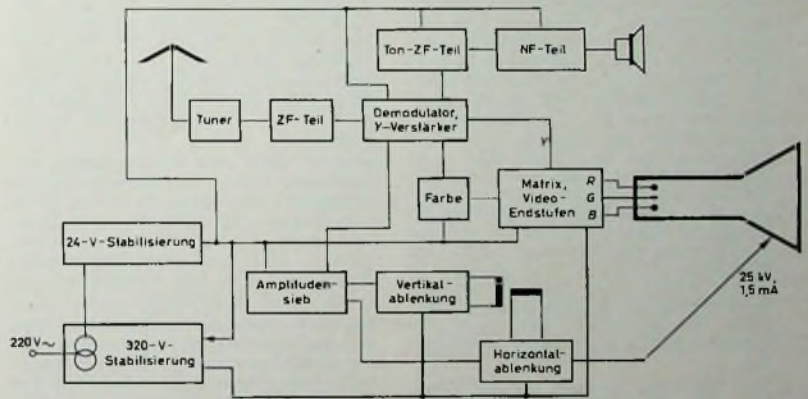 Ton-ZF-Teil
NF-Teil
Tuner
ZF-Teil
Demodulator,
Y-Verstärker
Y
Farbe
Matrix,
Video-
Endstufen
R
G
B
24-V-Stabilisierung
Amplituden-
sieb
Vertikal-
ablenkung
25 kV,
1,5 mA
220 V~
320-V-
Stabilisierung
Horizontal-
ablenkung